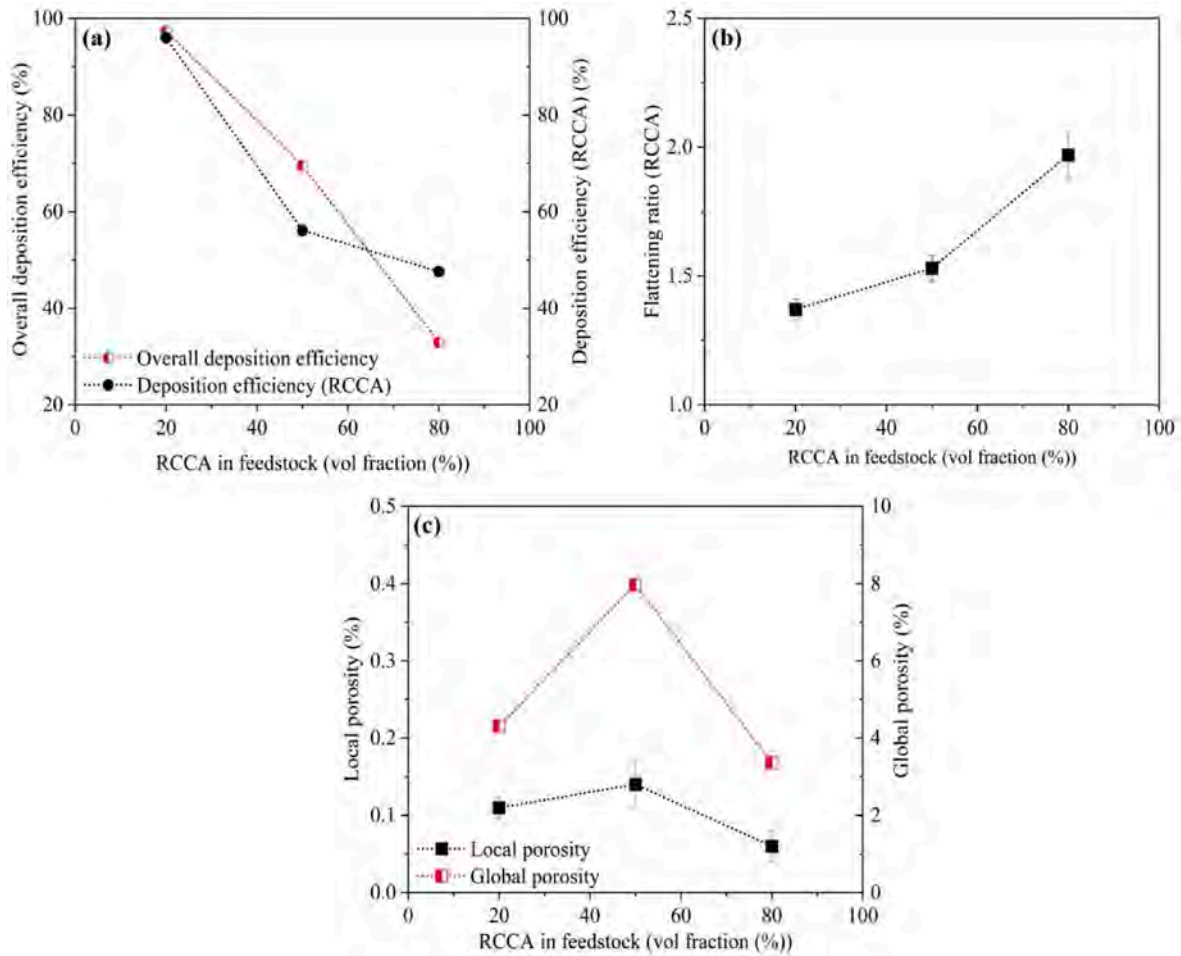 (a)
100
80
60
40
20
Overall deposition efficiency (%)
100
80
60
40
20
Deposition efficiency (RCCA) (%)
Overall deposition efficiency
Deposition efficiency (RCCA)
0 20 40 60 80 100
RCCA in feedstock (vol fraction (%))
(b)
2.5
2.0
1.5
1.0
Flattening ratio (RCCA)
0 20 40 60 80 100
RCCA in feedstock (vol fraction (%))
(c)
0.5
0.4
0.3
0.2
0.1
0.0
Local porosity (%)
10
8
6
4
2
0
Global porosity (%)
Local porosity
Global porosity
0 20 40 60 80 100
RCCA in feedstock (vol fraction (%))